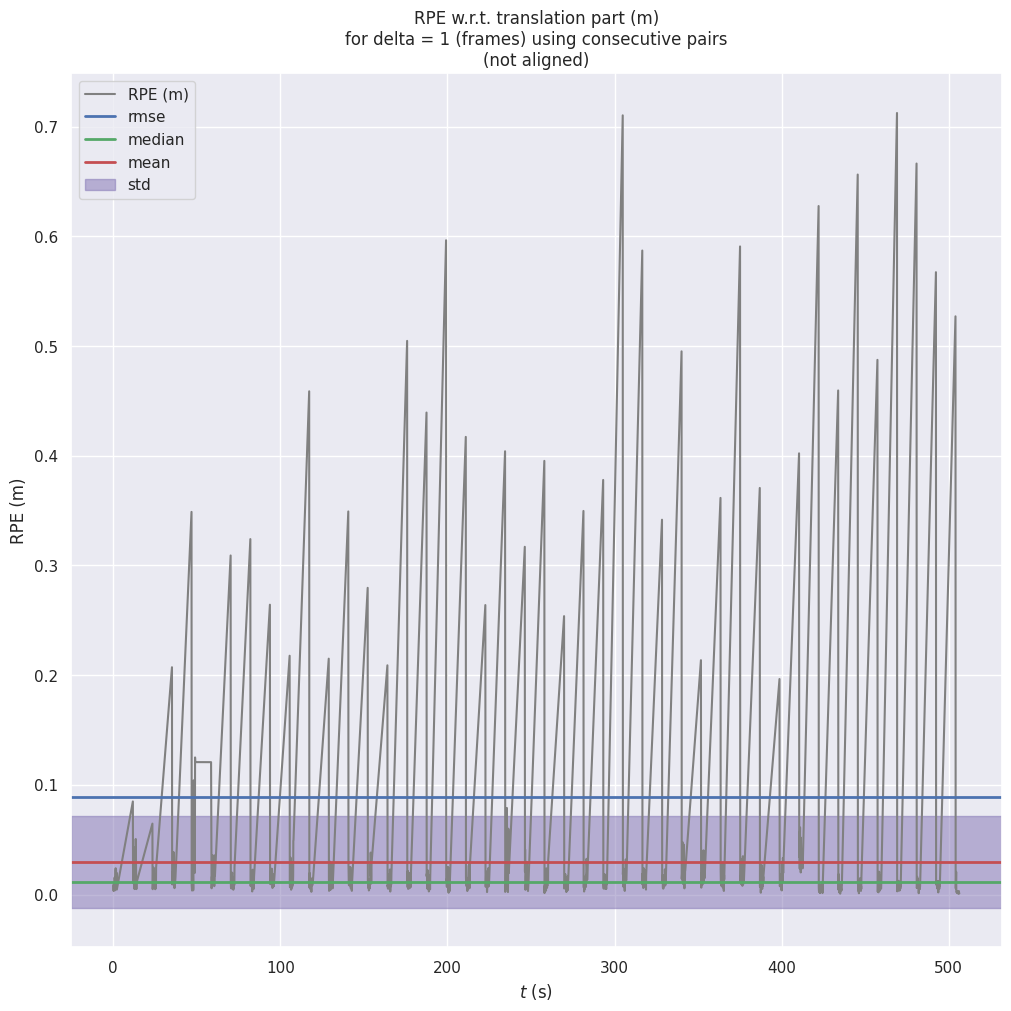 RPE w.r.t. translation part (m)
for delta = 1 (frames) using consecutive pairs
(not aligned)
RPE (m)
rmse
median
mean
std
RPE (m)
0.7
0.6
0.5
0.4
0.3
0.2
0.1
0.0
0
100
200
300
400
500
t (s)